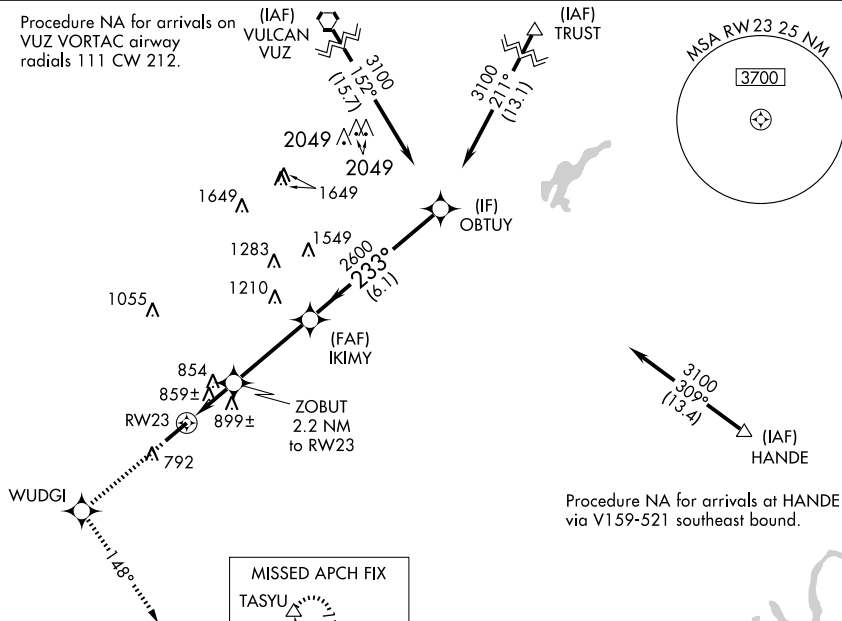 Procedure NA for arrivals on
VUZ VORTAC airway
radials 111 CW 212.
(IAF)
VULCAN
VUZ
3100
152°
(15.7)
(IAF)
TRUST
3100
211°
(13.1)
MSA RW 23 25 NM
3700
2049
2049
1649
1649
(IF)
OBTUY
1283
1549
2600
233°
(6.1)
1210
1055
(FAF)
IKIMY
854
859±
899±
ZOBUT
2.2 NM
to RW23
RW23
792
3100
309°
(13.4)
(IAF)
HANDE
WUDGI
Procedure NA for arrivals at HANDE
via V159-521 southeast bound.
148°
MISSED APCH FIX
TASYU